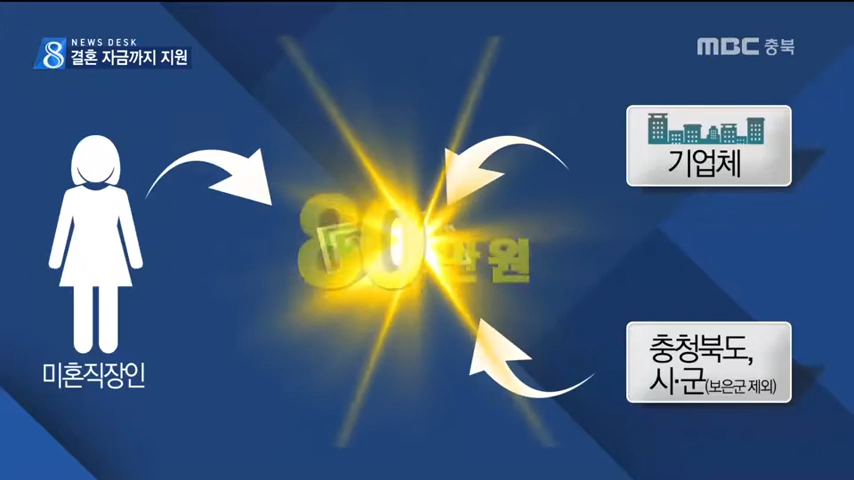 8 NEWS DESK
결혼 자금까지 지원
MBC 충북
기업체
80만원
미혼직장인
충청북도,
시·군(보은군 제외)